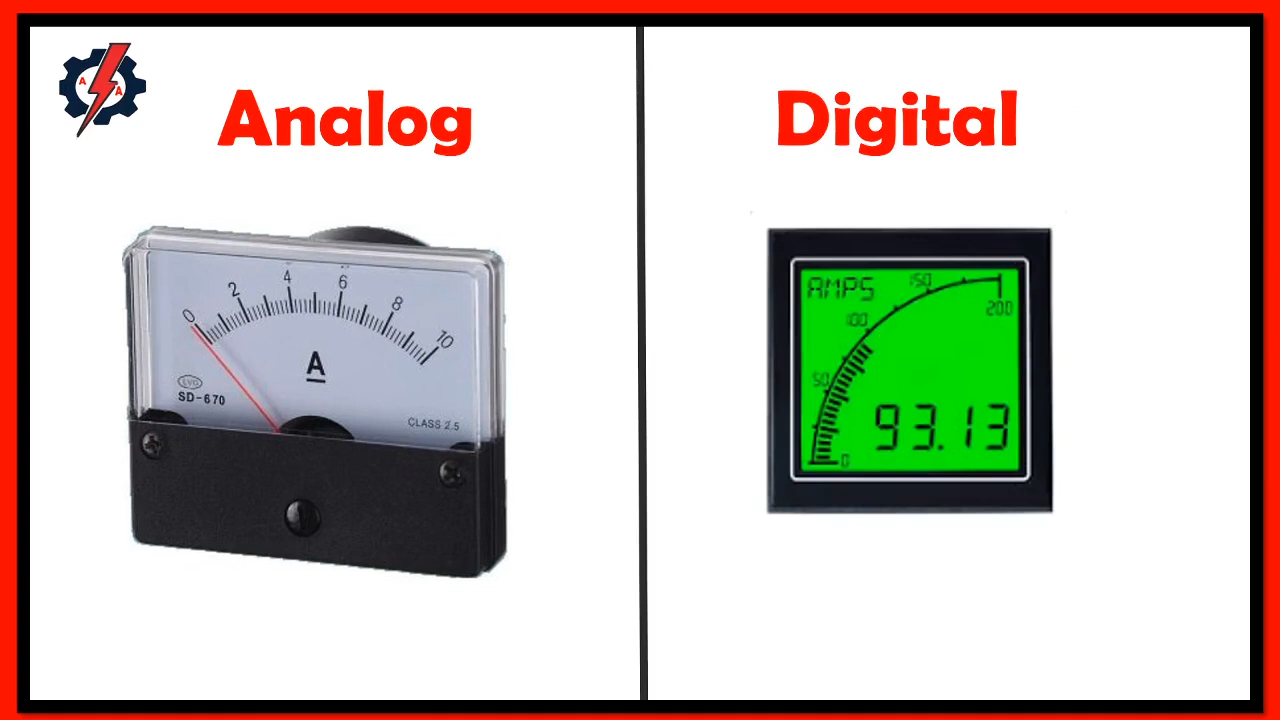 A A
Analog
Digital
0 2 4 6 8 10
A
EVG
SD-670
CLASS 2.5
AMPS
150
200
100
50
93.13
0